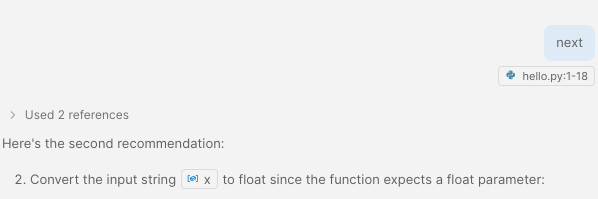 next
hello.py:1-18
Used 2 references
Here's the second recommendation:
2. Convert the input string x to float since the function expects a float parameter: